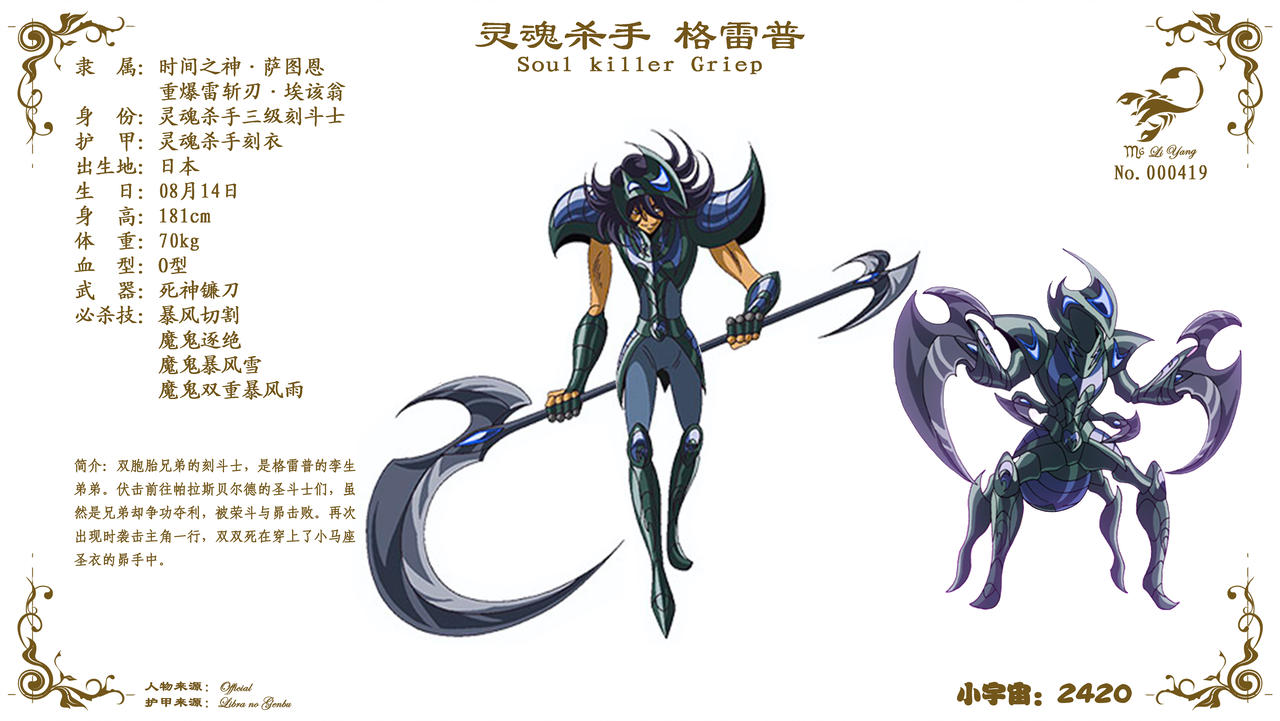 灵魂杀手 格雷普
Soul killer Griep
隶 属：时间之神·萨图恩
重爆雷斩刃·埃该翁
身 份：灵魂杀手三级刻斗士
护 甲：灵魂杀手刻衣
出生地：日本
生 日：08月14日
身 高：181cm
体 重：70kg
血 型：O型
武 器：死神镰刀
必杀技：暴风切割
魔鬼逐绝
魔鬼暴风雪
魔鬼双重暴风雨
Li Yang
No.000419
简介：双胞胎兄弟的刻斗士，是格雷普的孪生
弟弟。伏击前往帕拉斯贝尔德的圣斗士们，虽
然是兄弟却争功夺利，被荣斗与昴击败。再次
出现时袭击主角一行，双双死在穿上了小马座
圣衣的昴手中。
人物来源：Official
护甲来源：Libra no Genbu
小宇宙：2420